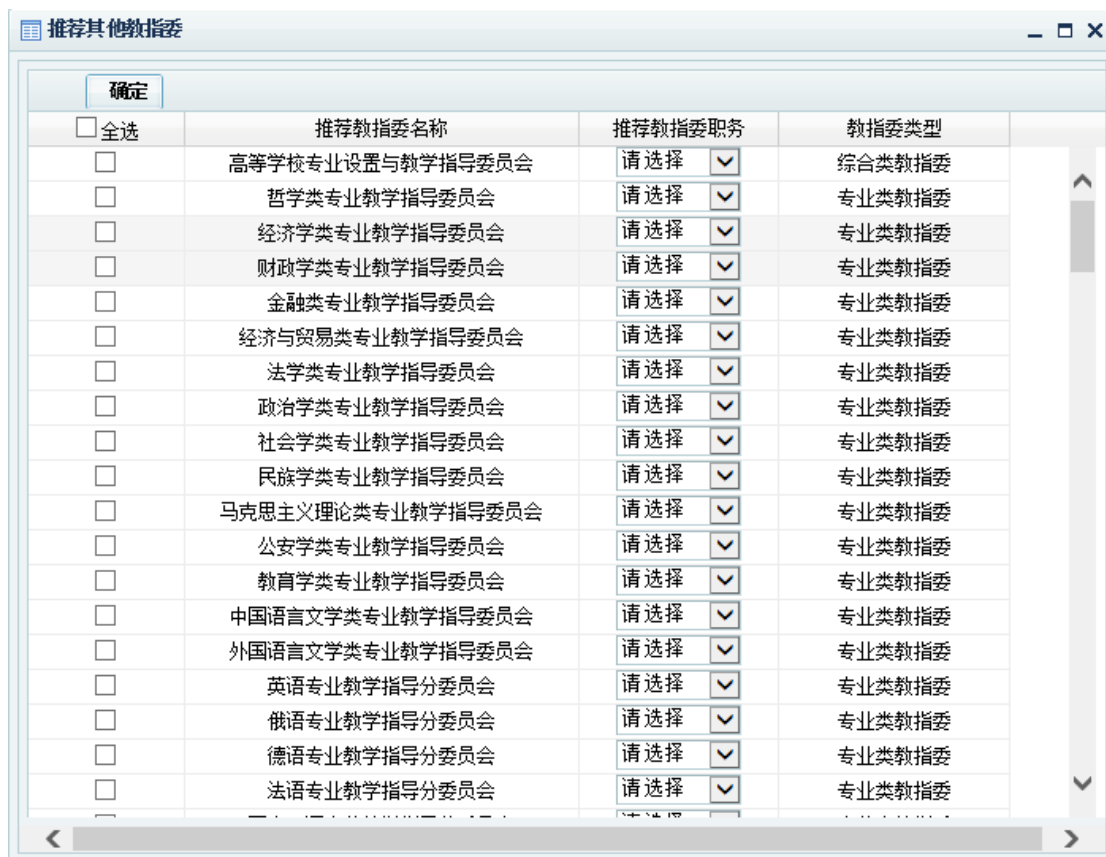 推荐其他教指委
确定
全选 推荐教指委名称 推荐教指委职务 教指委类型
高等学校专业设置与教学指导委员会 请选择 综合类教指委
哲学类专业教学指导委员会 请选择 专业类教指委
经济学类专业教学指导委员会 请选择 专业类教指委
财政学类专业教学指导委员会 请选择 专业类教指委
金融类专业教学指导委员会 请选择 专业类教指委
经济与贸易类专业教学指导委员会 请选择 专业类教指委
法学类专业教学指导委员会 请选择 专业类教指委
政治学类专业教学指导委员会 请选择 专业类教指委
社会学类专业教学指导委员会 请选择 专业类教指委
民族学类专业教学指导委员会 请选择 专业类教指委
马克思主义理论类专业教学指导委员会 请选择 专业类教指委
公安学类专业教学指导委员会 请选择 专业类教指委
教育学类专业教学指导委员会 请选择 专业类教指委
中国语言文学类专业教学指导委员会 请选择 专业类教指委
外国语言文学类专业教学指导委员会 请选择 专业类教指委
英语专业教学指导分委员会 请选择 专业类教指委
俄语专业教学指导分委员会 请选择 专业类教指委
德语专业教学指导分委员会 请选择 专业类教指委
法语专业教学指导分委员会 请选择 专业类教指委